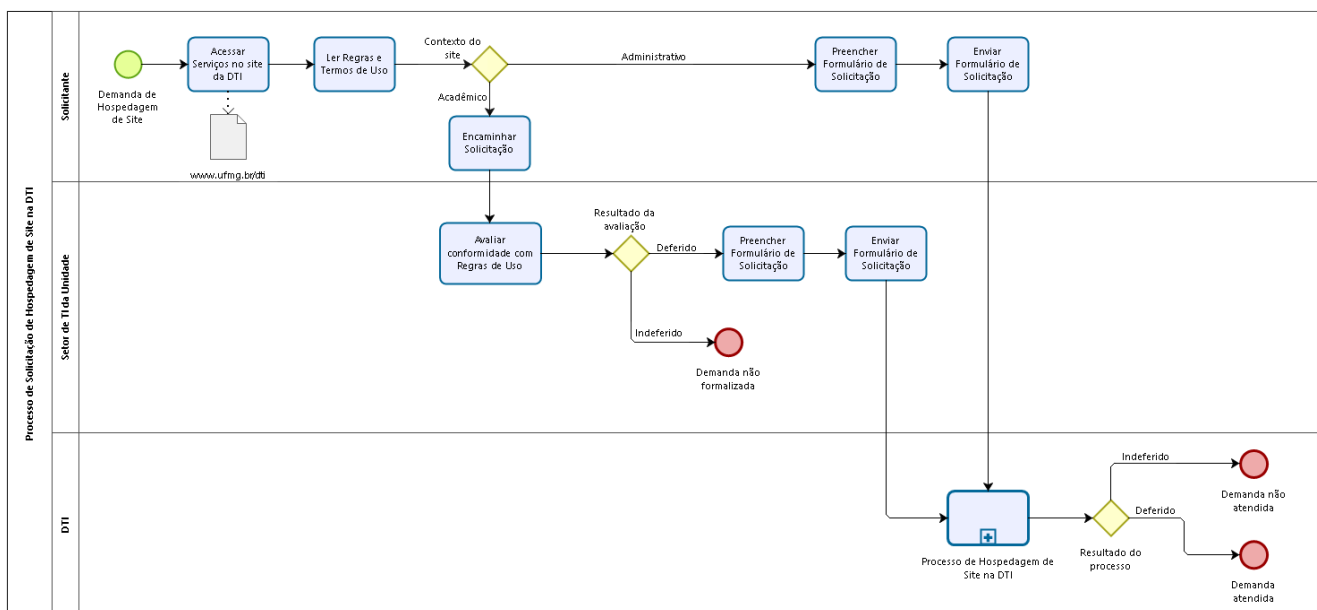 Processo de Solicitação de Hospedagem de Site na DTI
Solicitante
Demanda de
Hospedagem
de Site
Acessar
Serviços no site
da DTI
www.ufmg.br/dti
Ler Regras e
Termos de Uso
Contexto do
site
Administrativo
Acadêmico
Encaminhar
Solicitação
Preencher
Formulário de
Solicitação
Enviar
Formulário de
Solicitação
Setor de TI da Unidade
Avaliar
conformidade com
Regras de Uso
Resultado da
avaliação
Deferido
Indeferido
Preencher
Formulário de
Solicitação
Enviar
Formulário de
Solicitação
Demanda não
formalizada
DTI
Processo de Hospedagem de
Site na DTI
Resultado do
processo
Indeferido
Demanda não
atendida
Deferido
Demanda
atendida